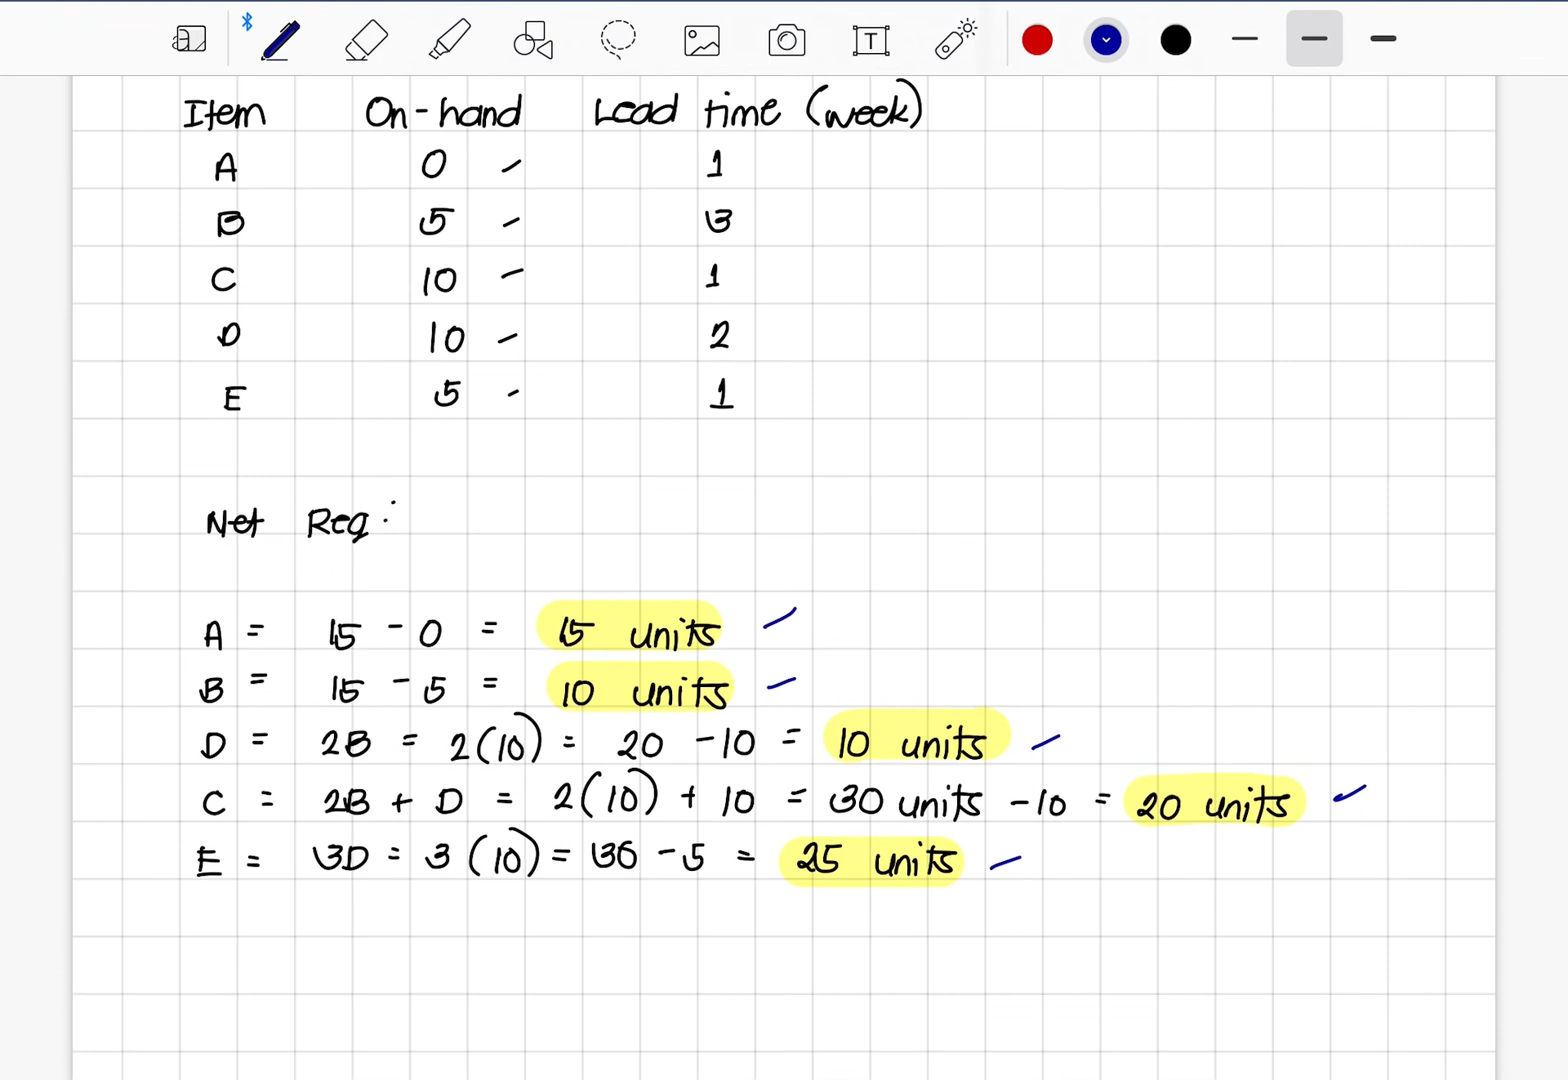 T
Item On-hand Lead time (week)
A 0 - 1
B 5 - 3
C 10 - 1
D 10 - 2
E 5 - 1
Net Req :
A = 15 - 0 = 15 units
B = 15 - 5 = 10 units
D = 2B = 2(10) = 20 - 10 = 10 units
C = 2B + D = 2(10) + 10 = 30 units - 10 = 20 units
E = 3D = 3 (10) = 30 - 5 = 25 units